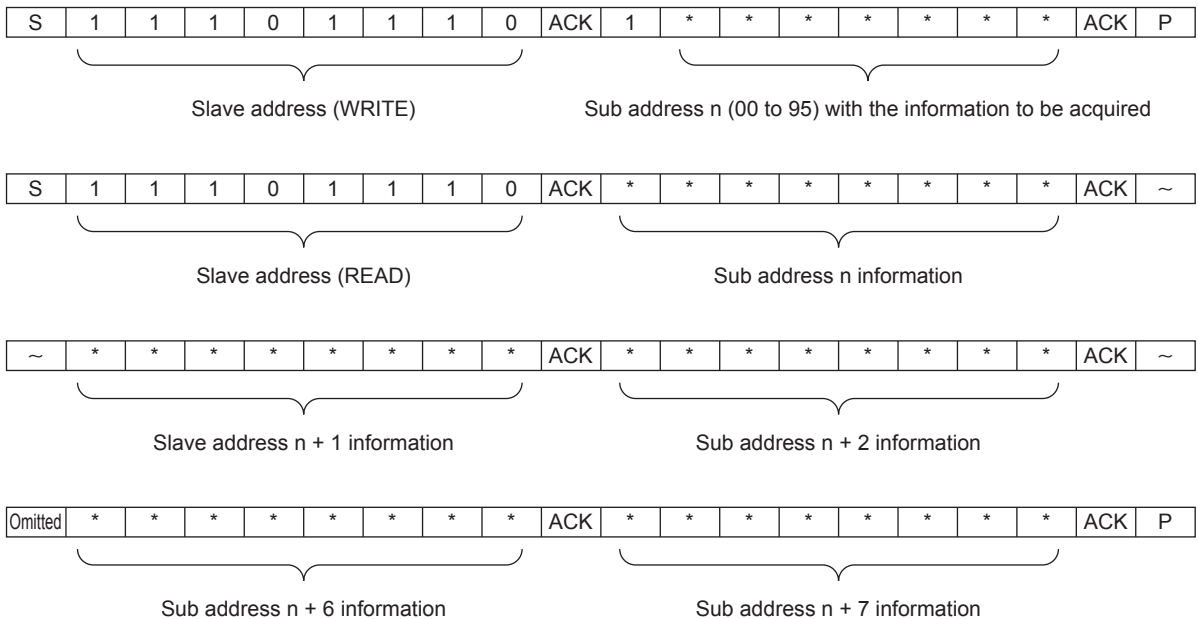 S 1 1 1 0 1 1 1 0 ACK 1 * * * * * * * ACK P
Slave address (WRITE) Sub address n (00 to 95) with the information to be acquired
S 1 1 1 0 1 1 1 0 ACK * * * * * * * * ACK ~
Slave address (READ) Sub address n information
~ * * * * * * * * ACK * * * * * * * * ACK ~
Slave address n + 1 information Sub address n + 2 information
Omitted * * * * * * * * ACK * * * * * * * * ACK P
Sub address n + 6 information Sub address n + 7 information